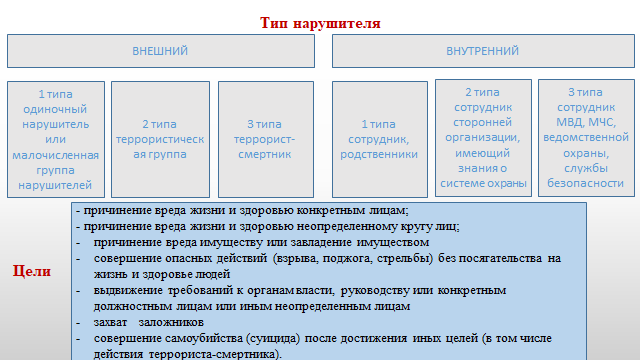 Тип нарушителя
ВНЕШНИЙ
ВНУТРЕННИЙ
1 типа
одиночный
нарушитель
или
малочисленная
группа
нарушителей
2 типа
террористическ
ая группа
3 типа
террорист-
смертник
1 типа
сотрудник,
родственники
2 типа
сотрудник
сторонней
организации,
имеющий
знания о
системе охраны
3 типа
сотрудник
МВД, МЧС,
ведомственной
охраны,
службы
безопасности
Цели
- причинение вреда жизни и здоровью конкретным лицам;
- причинение вреда жизни и здоровью неопределенному кругу лиц;
- причинение вреда имуществу или завладение имуществом
- совершение опасных действий (взрыва, поджога, стрельбы) без посягательства на
жизнь и здоровье людей
- выдвижение требований к органам власти, руководству или конкретным
должностным лицам или иным неопределенным лицам
- захват заложников
- совершение самоубийства (суицида) после достижения иных целей (в том числе
действия террориста-смертника).